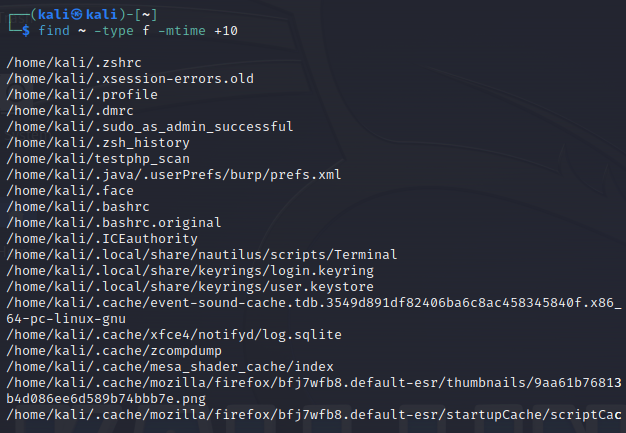 ┌──(kali㉿kali)-[~]
└─$ find ~ -type f -mtime +10
/home/kali/.zshrc
/home/kali/.xsession-errors.old
/home/kali/.profile
/home/kali/.dmrc
/home/kali/.sudo_as_admin_successful
/home/kali/.zsh_history
/home/kali/testphp_scan
/home/kali/.java/.userPrefs/burp/prefs.xml
/home/kali/.face
/home/kali/.bashrc
/home/kali/.bashrc.original
/home/kali/.ICEauthority
/home/kali/.local/share/nautilus/scripts/Terminal
/home/kali/.local/share/keyrings/login.keyring
/home/kali/.local/share/keyrings/user.keystore
/home/kali/.cache/event-sound-cache.tdb.3549d891df82406ba6c8ac458345840f.x86_
64-pc-linux-gnu
/home/kali/.cache/xfce4/notifyd/log.sqlite
/home/kali/.cache/zcompdump
/home/kali/.cache/mesa_shader_cache/index
/home/kali/.cache/mozilla/firefox/bfj7wfb8.default-esr/thumbnails/9aa61b76813
b4d086ee6d589b74bbb7e.png
/home/kali/.cache/mozilla/firefox/bfj7wfb8.default-esr/startupCache/scriptCac